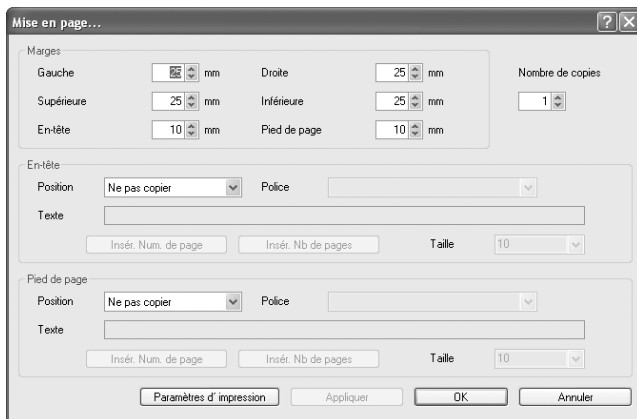 Mise en page...
Marges
Gauche 25 mm Droite 25 mm Nombre de copies
Supérieure 25 mm Inférieure 25 mm 1
En-tête 10 mm Pied de page 10 mm
En-tête
Position Ne pas copier Police
Texte
Insér. Num. de page Insér. Nb de pages Taille 10
Pied de page
Position Ne pas copier Police
Texte
Insér. Num. de page Insér. Nb de pages Taille 10
Paramètres d' impression Appliquer OK Annuler